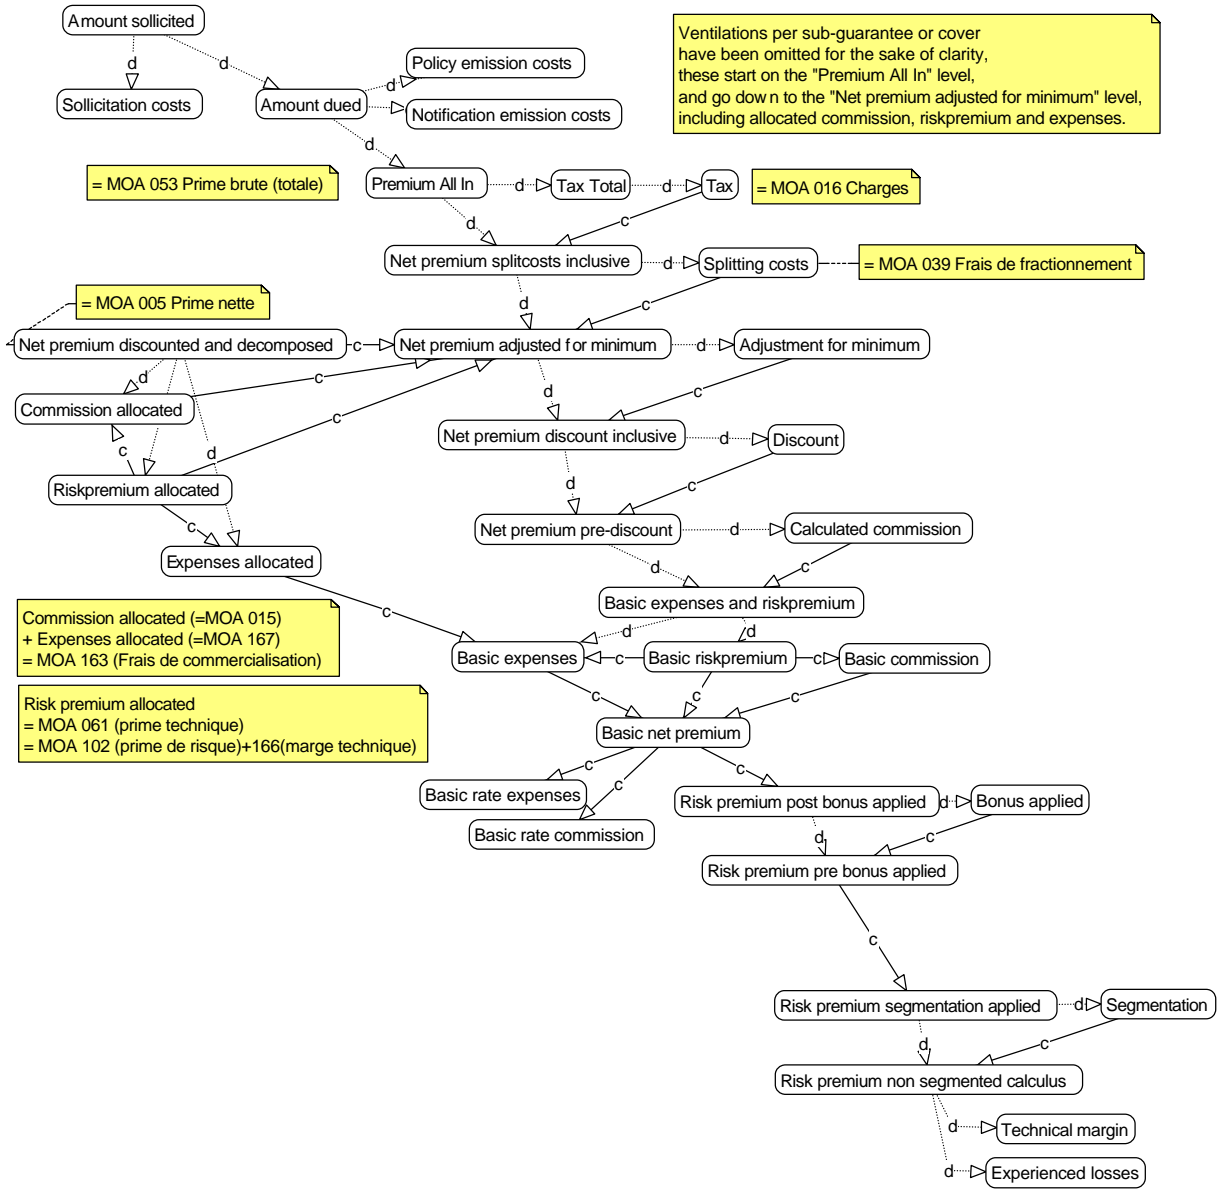 Amount sollicited
Ventilations per sub-guarantee or cover
have been omitted for the sake of clarity,
these start on the "Premium All In" level,
and go down to the "Net premium adjusted for minimum" level,
including allocated commission, riskpremium and expenses.
d
d
Policy emission costs
d
Sollicitation costs
Amount dued
Notification emission costs
d
d
= MOA 053 Prime brute (totale)
Premium All In
d
Tax Total
d
Tax
= MOA 016 Charges
d
c
Net premium splitcosts inclusive
d
Splitting costs
= MOA 039 Frais de fractionnement
= MOA 005 Prime nette
d
c
Net premium discounted and decomposed
c
Net premium adjusted for minimum
d
Adjustment for minimum
d
c
d
c
Commission allocated
c
Net premium discount inclusive
d
Discount
c
d
Riskpremium allocated
d
c
c
Net premium pre-discount
d
Calculated commission
Expenses allocated
d
c
Basic expenses and riskpremium
Commission allocated (=MOA 015)
+ Expenses allocated (=MOA 167)
= MOA 163 (Frais de commercialisation)
c
d
d
Basic expenses
c
Basic riskpremium
c
Basic commission
Risk premium allocated
= MOA 061 (prime technique)
= MOA 102 (prime de risque)+166(marge technique)
c
c
c
Basic net premium
c
c
c
Basic rate expenses
Risk premium post bonus applied
d
Bonus applied
Basic rate commission
d
c
Risk premium pre bonus applied
c
Risk premium segmentation applied
d
Segmentation
d
c
Risk premium non segmented calculus
d
Technical margin
d
Experienced losses